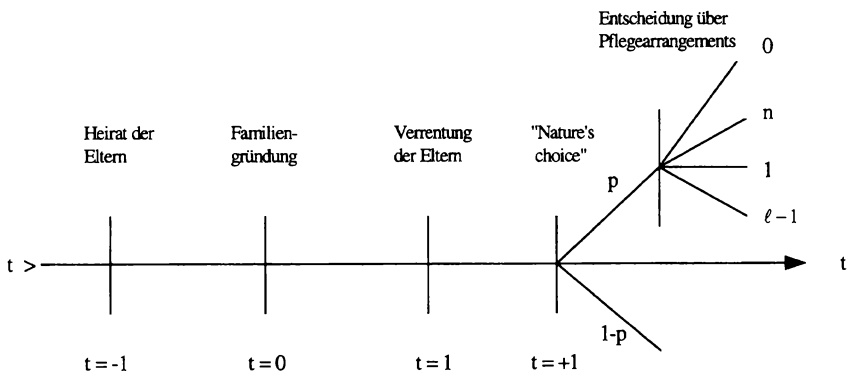 Entscheidung über
Pflegearrangements
0
n
1
ℓ – 1
Heirat der
Eltern
Familien-
gründung
Verrentung
der Eltern
"Nature's
choice"
p
t >
t
1-p
t = -1
t = 0
t = 1
t = +1